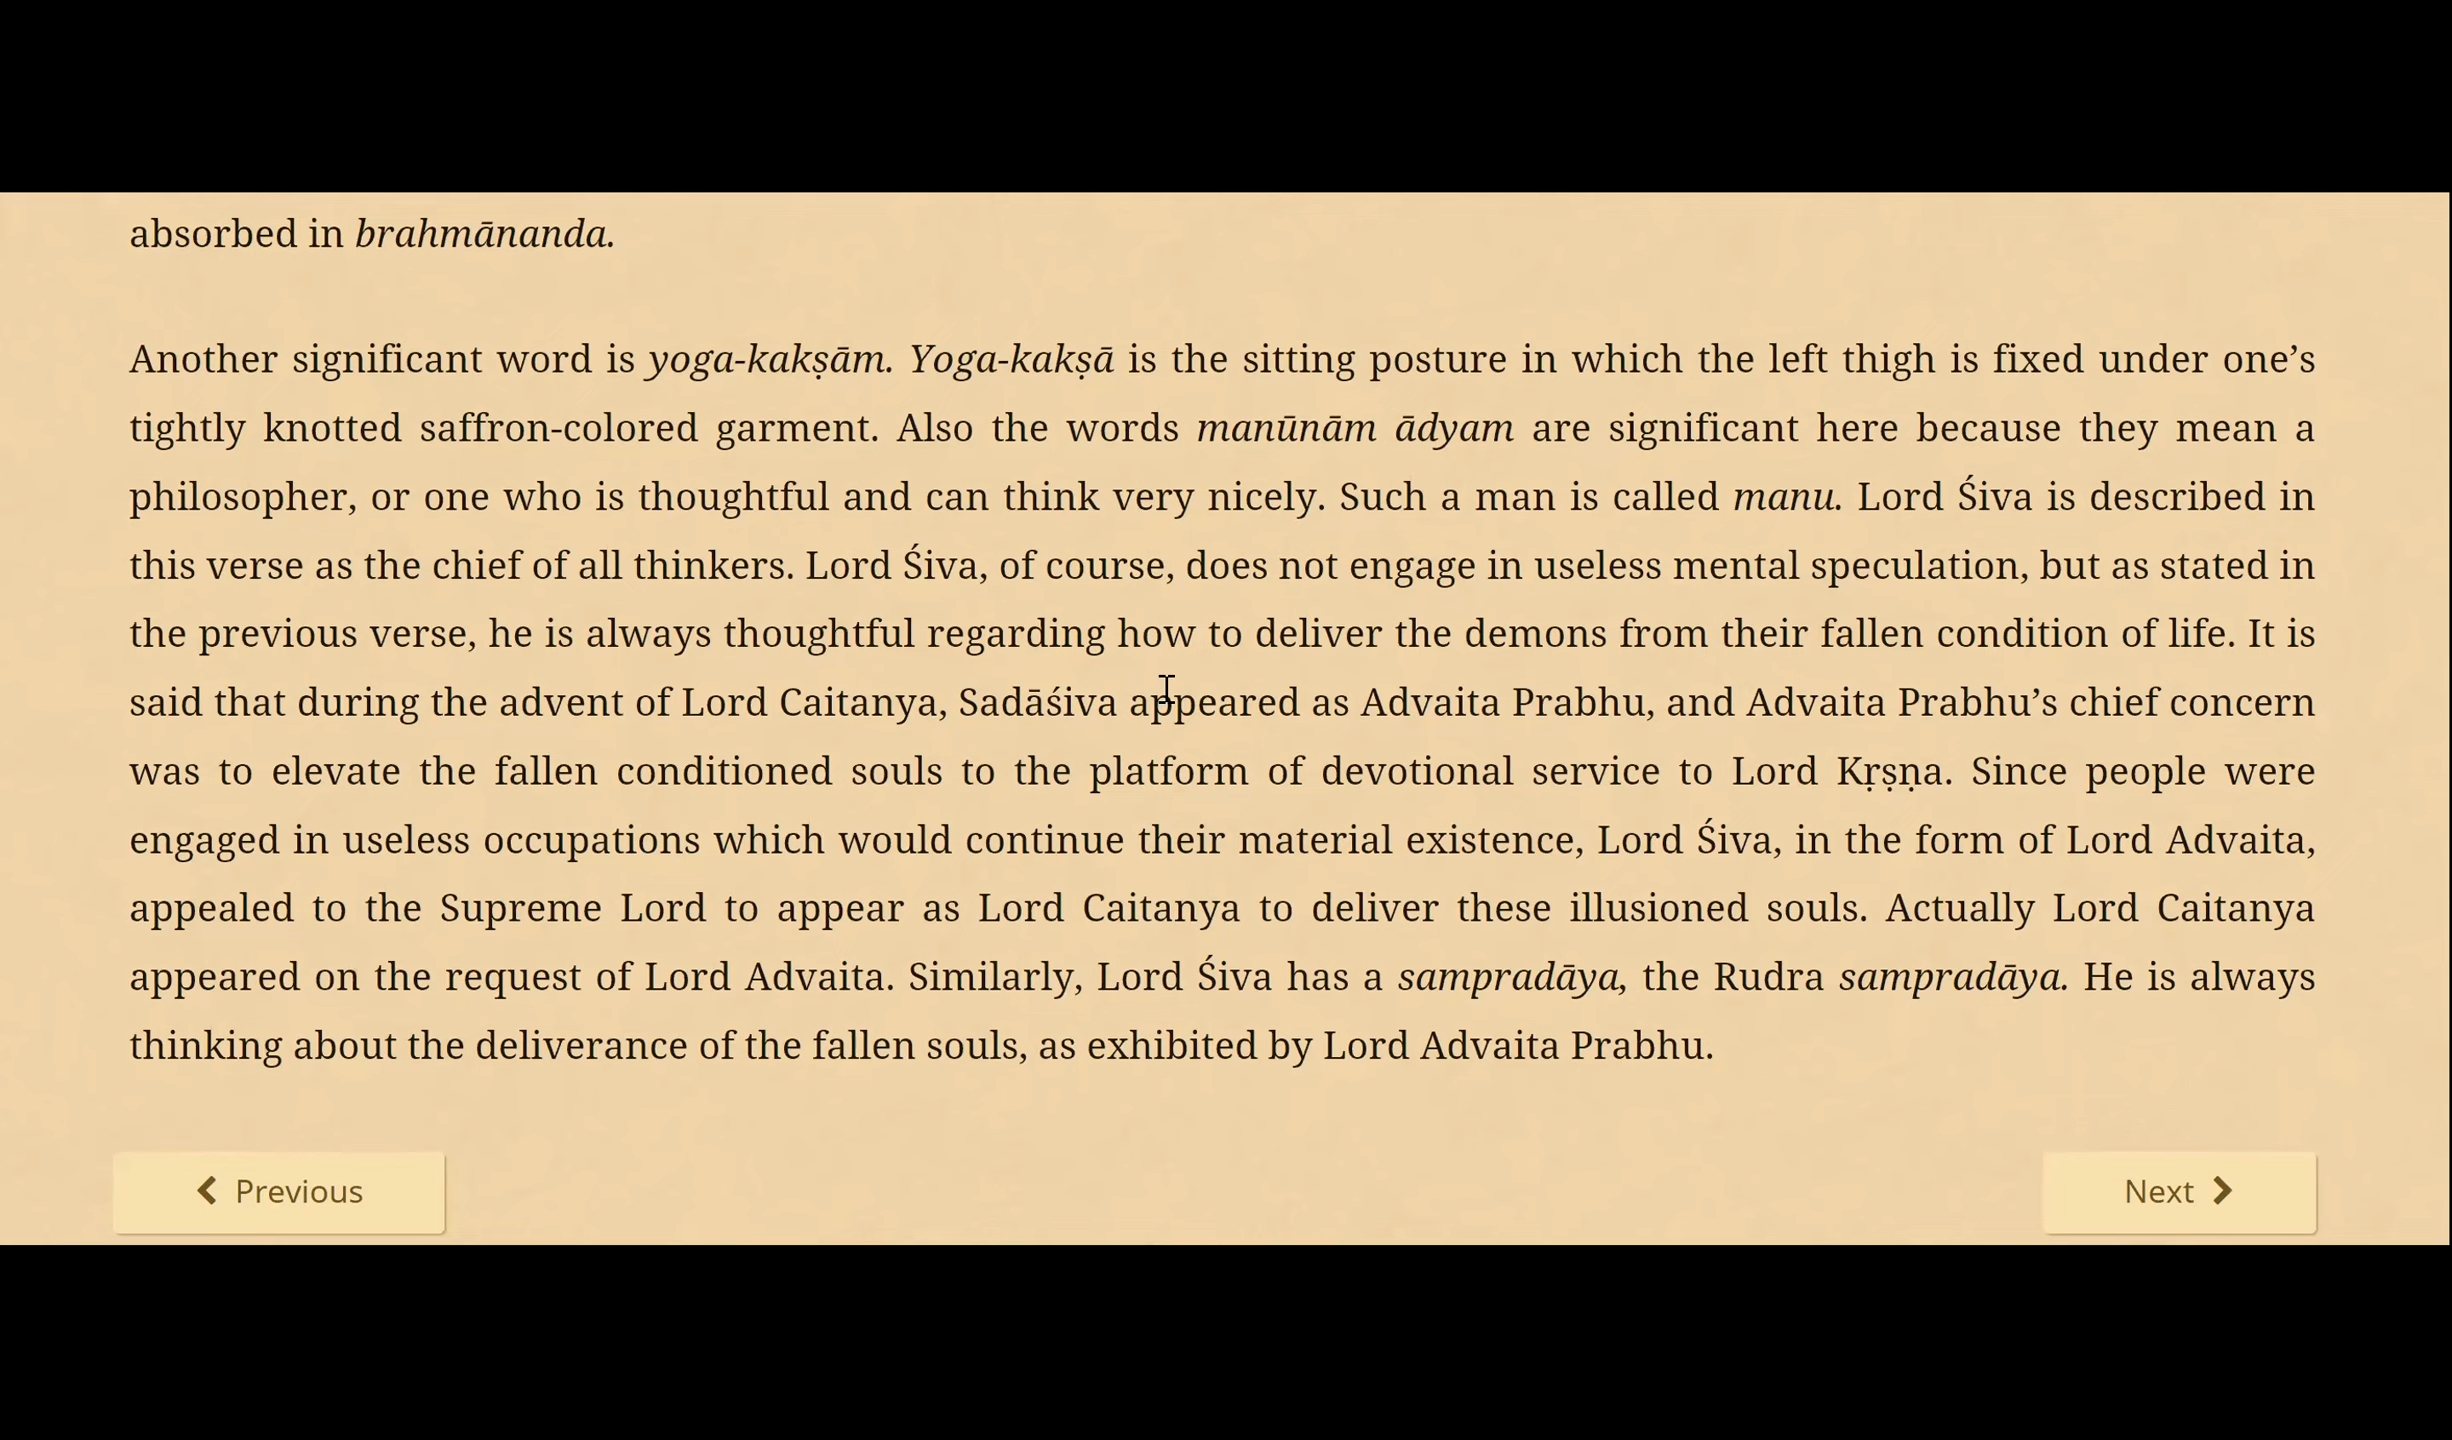 absorbed in brahmānanda.
Another significant word is yoga-kakṣām. Yoga-kakṣā is the sitting posture in which the left thigh is fixed under one’s
tightly knotted saffron-colored garment. Also the words manūnām ādyam are significant here because they mean a
philosopher, or one who is thoughtful and can think very nicely. Such a man is called manu. Lord Śiva is described in
this verse as the chief of all thinkers. Lord Śiva, of course, does not engage in useless mental speculation, but as stated in
the previous verse, he is always thoughtful regarding how to deliver the demons from their fallen condition of life. It is
said that during the advent of Lord Caitanya, Sadāśiva appeared as Advaita Prabhu, and Advaita Prabhu’s chief concern
was to elevate the fallen conditioned souls to the platform of devotional service to Lord Kṛṣṇa. Since people were
engaged in useless occupations which would continue their material existence, Lord Śiva, in the form of Lord Advaita,
appealed to the Supreme Lord to appear as Lord Caitanya to deliver these illusioned souls. Actually Lord Caitanya
appeared on the request of Lord Advaita. Similarly, Lord Śiva has a sampradāya, the Rudra sampradāya. He is always
thinking about the deliverance of the fallen souls, as exhibited by Lord Advaita Prabhu.
Previous
Next